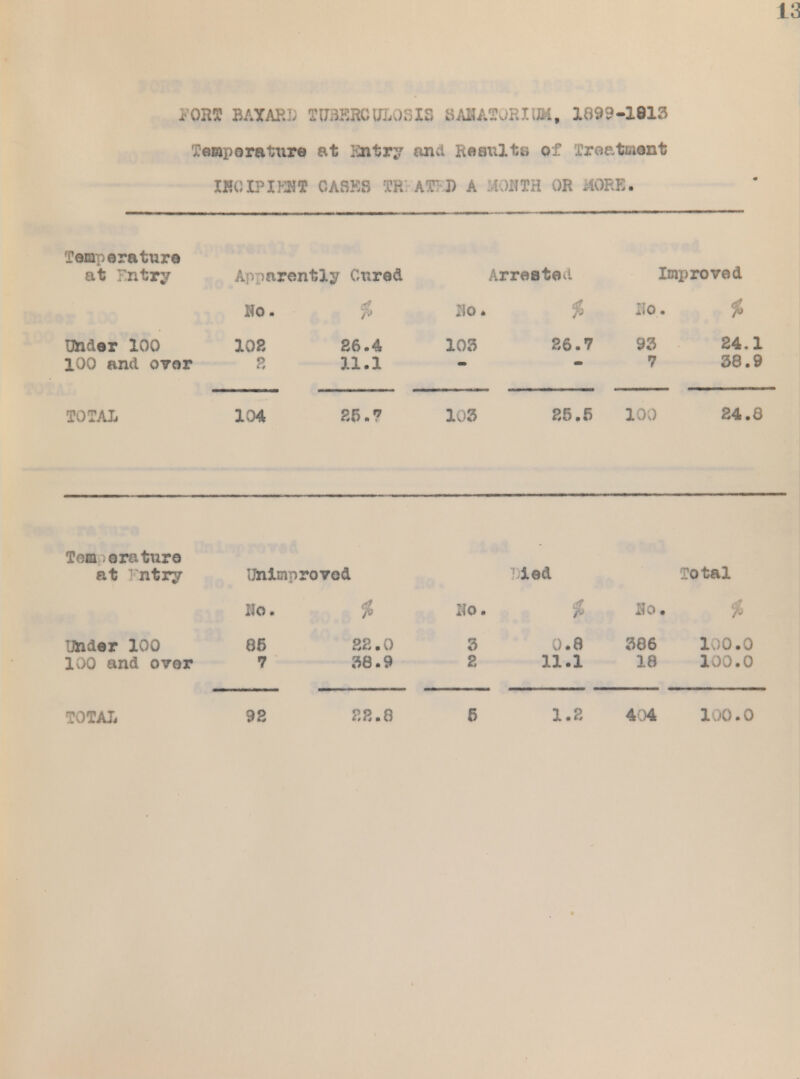 13
FORT BAYARD TUBERCULOSIS SANATORIUM, 1899-1913
Temperature at Entry and Results of Treatment
INCIPIENT CASES TREATED A MONTH OR MORE.
Temperature
at Entry Apparently Cured Arrested Improved
No. % No. % No. %
Under 100 102 26.4 103 26.7 93 24.1
100 and over 2 11.1 - - 7 38.9
TOTAL 104 25.7 103 25.5 100 24.8
Temperature
at Entry Unimproved Died Total
No. % No. % No. %
Under 100 85 22.0 3 0.8 386 100.0
100 and over 7 38.9 2 11.1 18 100.0
TOTAL 92 22.8 5 1.2 404 100.0